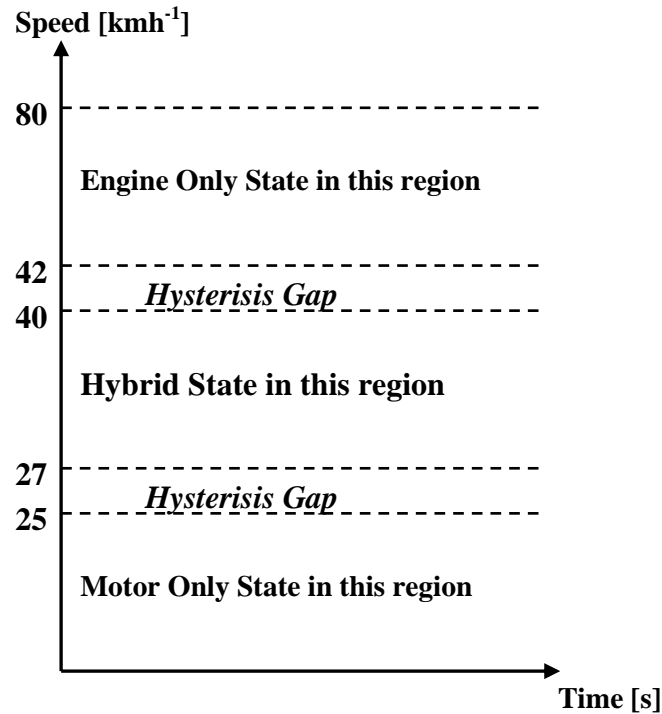 Speed [kmh-1]
80
Engine Only State in this region
42
Hysterisis Gap
40
Hybrid State in this region
27
Hysterisis Gap
25
Motor Only State in this region
Time [s]